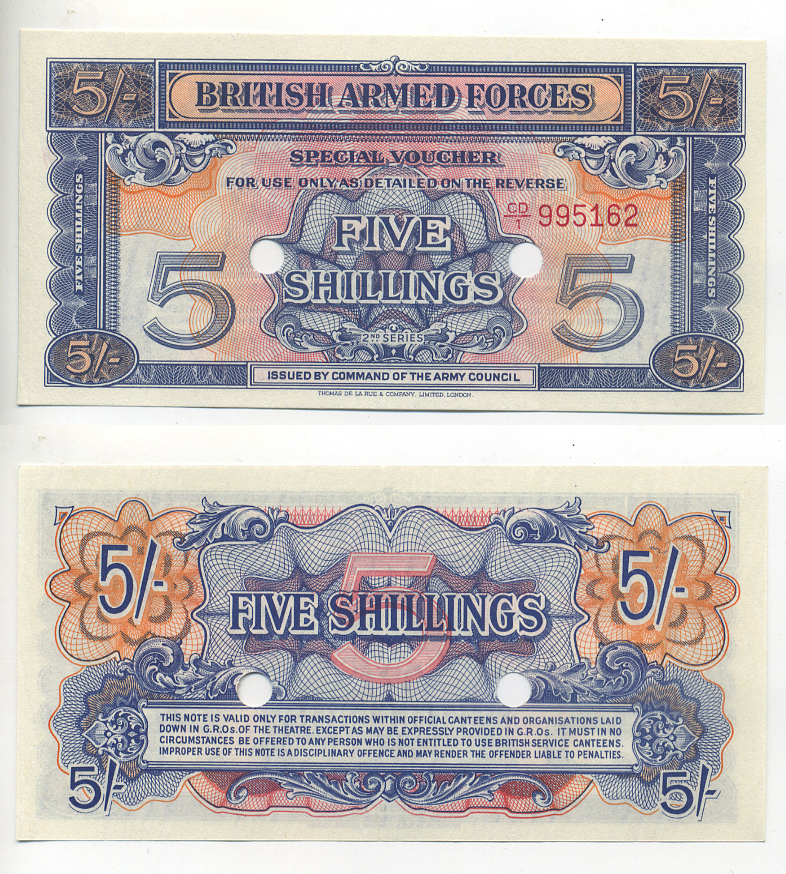 5/- BRITISH ARMED FORCES 5/-
SPECIAL VOUCHER
FOR USE ONLY AS DETAILED ON THE REVERSE
CD/1 995162
FIVE SHILLINGS
FIVE SHILLINGS
FIVE
5 SHILLINGS 5
2ND SERIES
5/- 5/-
ISSUED BY COMMAND OF THE ARMY COUNCIL
THOMAS DE LA RUE & COMPANY, LIMITED, LONDON.
5/- 5/-
5
FIVE SHILLINGS
THIS NOTE IS VALID ONLY FOR TRANSACTIONS WITHIN OFFICIAL CANTEENS AND ORGANISATIONS LAID
DOWN IN G.R.Os. OF THE THEATRE. EXCEPT AS MAY BE EXPRESSLY PROVIDED IN G.R.Os. IT MUST IN NO
CIRCUMSTANCES BE OFFERED TO ANY PERSON WHO IS NOT ENTITLED TO USE BRITISH SERVICE CANTEENS.
IMPROPER USE OF THIS NOTE IS A DISCIPLINARY OFFENCE AND MAY RENDER THE OFFENDER LIABLE TO PENALTIES.
5/- 5/-